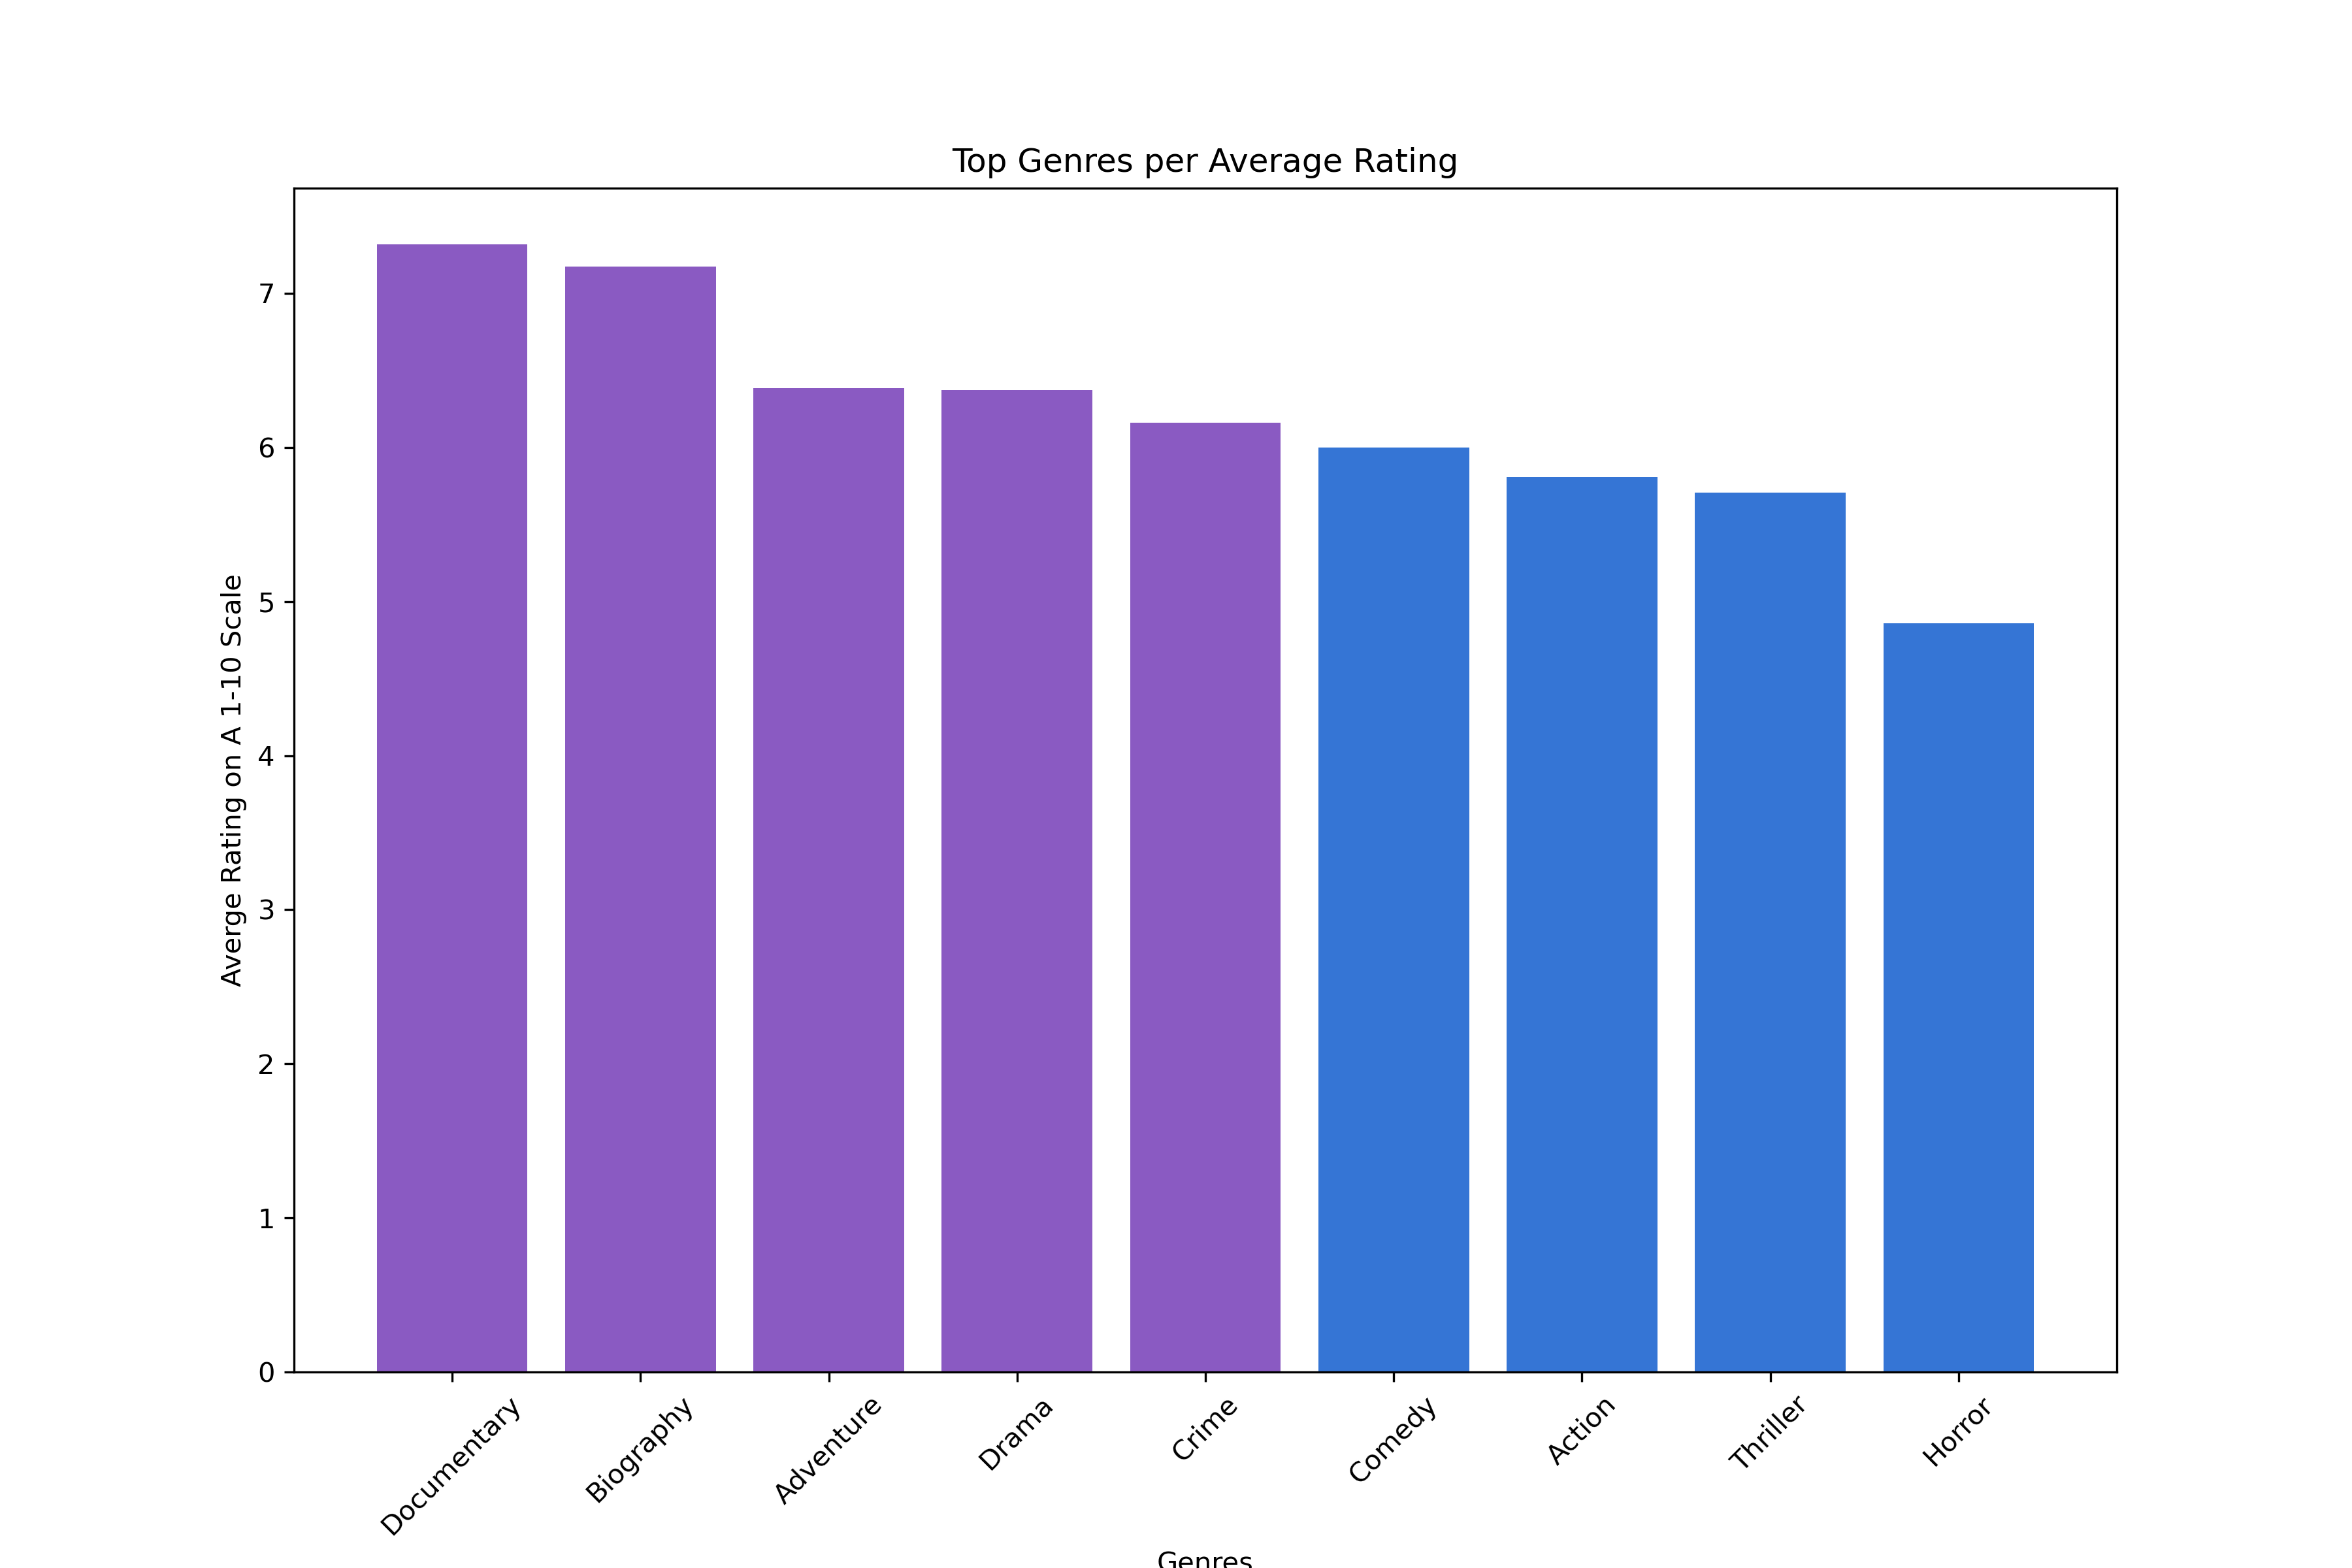 Top Genres per Average Rating
Averge Rating on A 1-10 Scale
7
6
5
4
3
2
1
0
Documentary
Biography
Adventure
Drama
Crime
Comedy
Action
Thriller
Horror
Genres